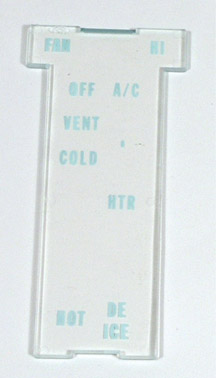 FAN HI
OFF A/C
VENT
COLD
HTR
HOT DE
ICE